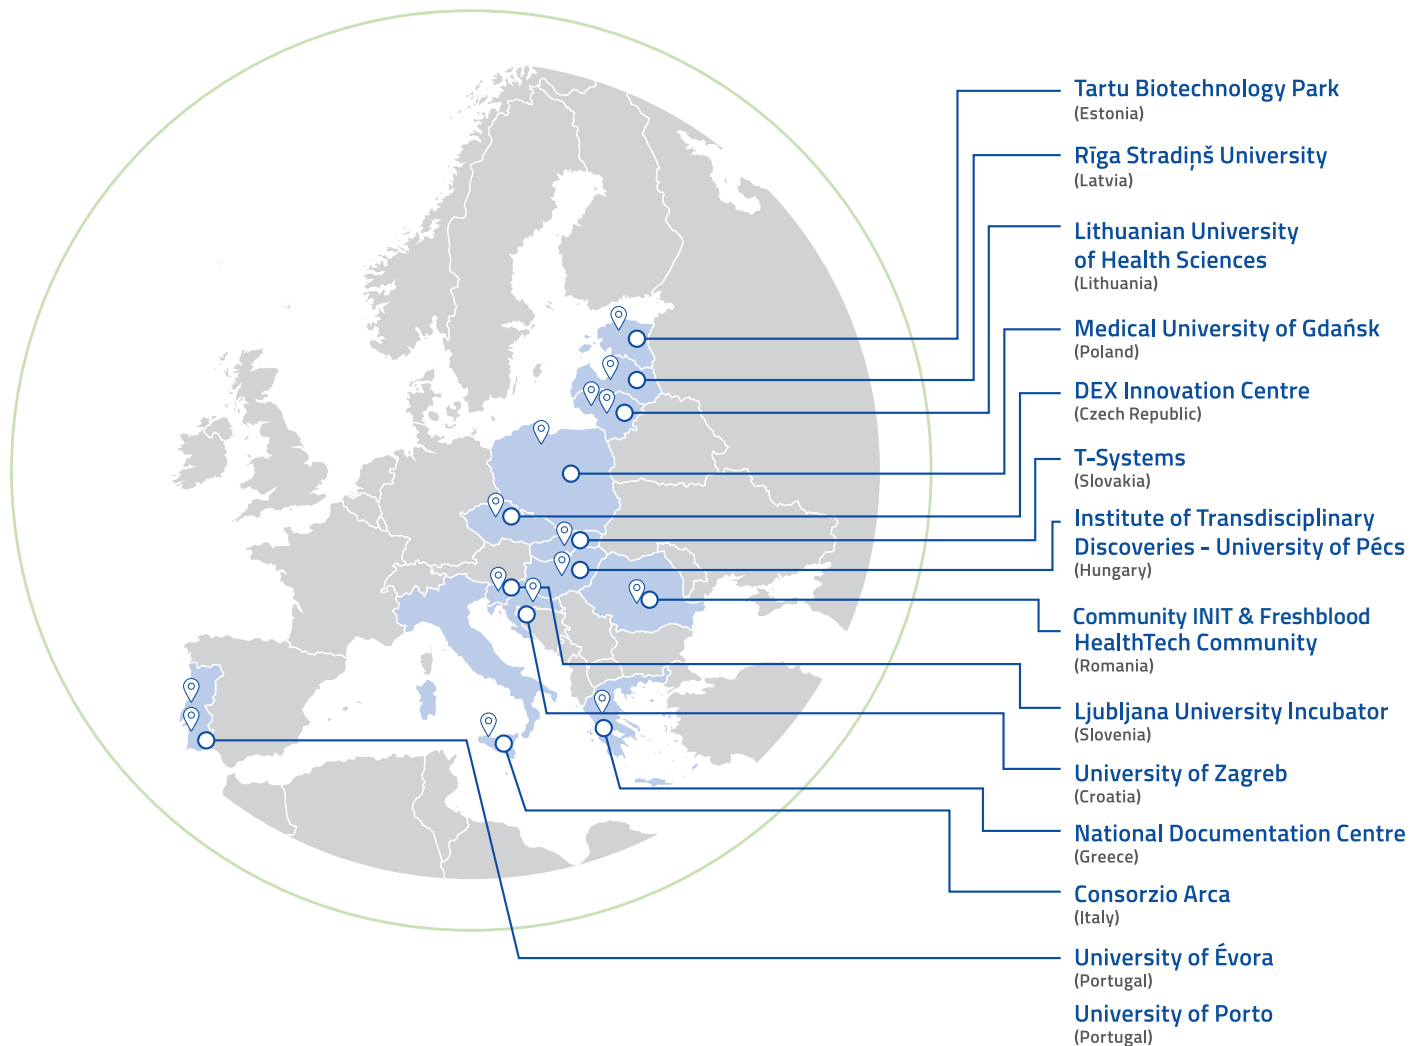 Tartu Biotechnology Park
(Estonia)
Rīga Stradiņš University
(Latvia)
Lithuanian University
of Health Sciences
(Lithuania)
Medical University of Gdańsk
(Poland)
DEX Innovation Centre
(Czech Republic)
T-Systems
(Slovakia)
Institute of Transdisciplinary
Discoveries - University of Pécs
(Hungary)
Community INIT & Freshblood
HealthTech Community
(Romania)
Ljubljana University Incubator
(Slovenia)
University of Zagreb
(Croatia)
National Documentation Centre
(Greece)
Consorzio Arca
(Italy)
University of Évora
(Portugal)
University of Porto
(Portugal)